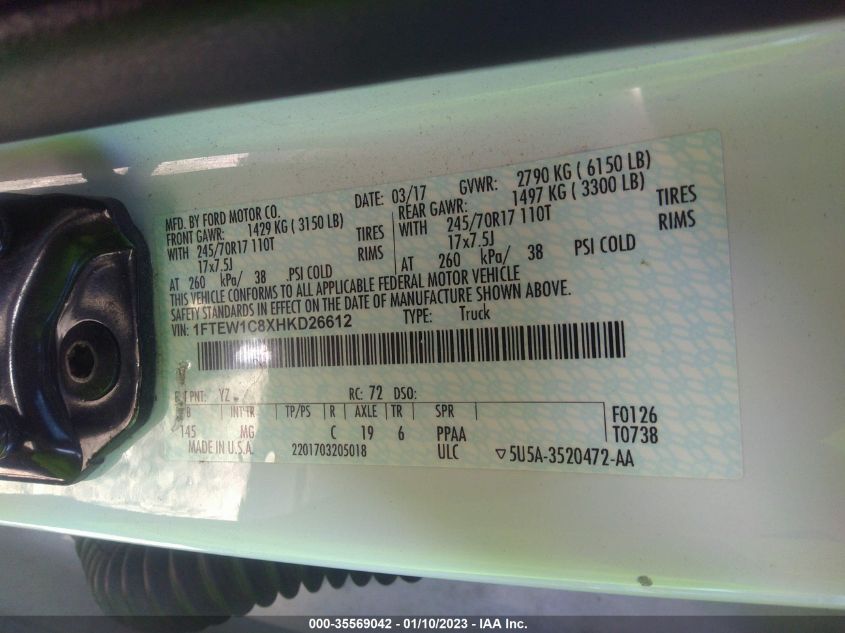 MFD. BY FORD MOTOR CO.
DATE: 03/17 GVWR: 2790 KG ( 6150 LB)
FRONT GAWR: 1429 KG ( 3150 LB) REAR GAWR: 1497 KG ( 3300 LB)
WITH 245/70R17 110T TIRES WITH 245/70R17 110T TIRES
17x7.5J RIMS 17x7.5J RIMS
AT 260 kPa/ 38 PSI COLD AT 260 kPa/ 38 PSI COLD
THIS VEHICLE CONFORMS TO ALL APPLICABLE FEDERAL MOTOR VEHICLE
SAFETY STANDARDS IN EFFECT ON THE DATE OF MANUFACTURE SHOWN ABOVE.
VIN: 1FTEW1C8XHKD26612 TYPE: Truck
PNT: YZ RC: 72 DSO:
B INT TR TP/PS R AXLE TR SPR F0126
145 MG C 19 6 PPAA T0738
MADE IN U.S.A. 2201703205018 ULC ▽5U5A-3520472-AA
000-35569042 - 01/10/2023 - IAA Inc.